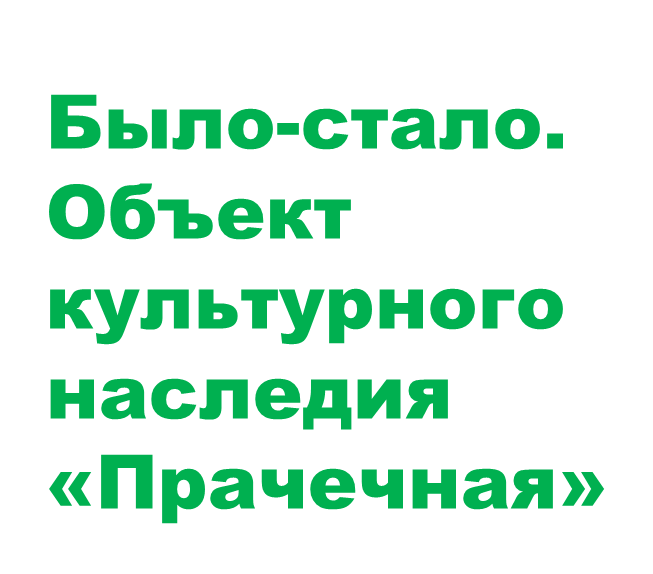 Было-стало.
Объект
культурного
наследия
«Прачечная»